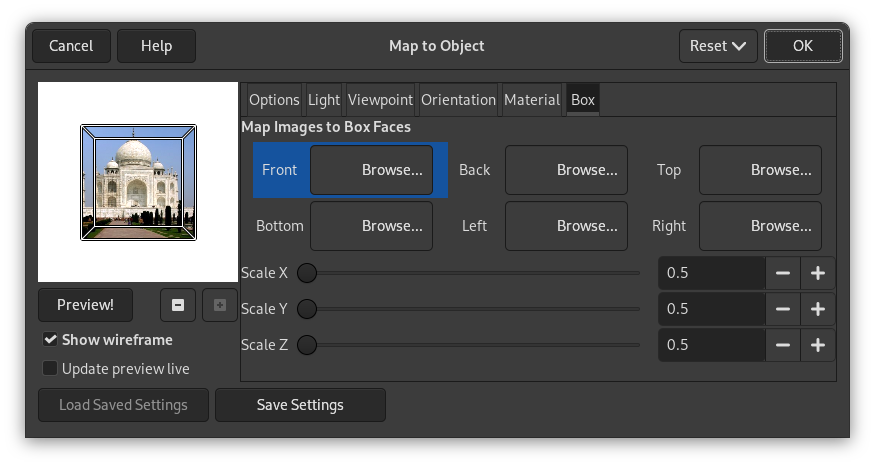 Cancel Help Map to Object Reset OK
Options Light Viewpoint Orientation Material Box
Map Images to Box Faces
Front Browse... Back Browse... Top Browse...
Bottom Browse... Left Browse... Right Browse...
Scale X 0.5
Scale Y 0.5
Scale Z 0.5
Preview!
Show wireframe
Update preview live
Load Saved Settings Save Settings